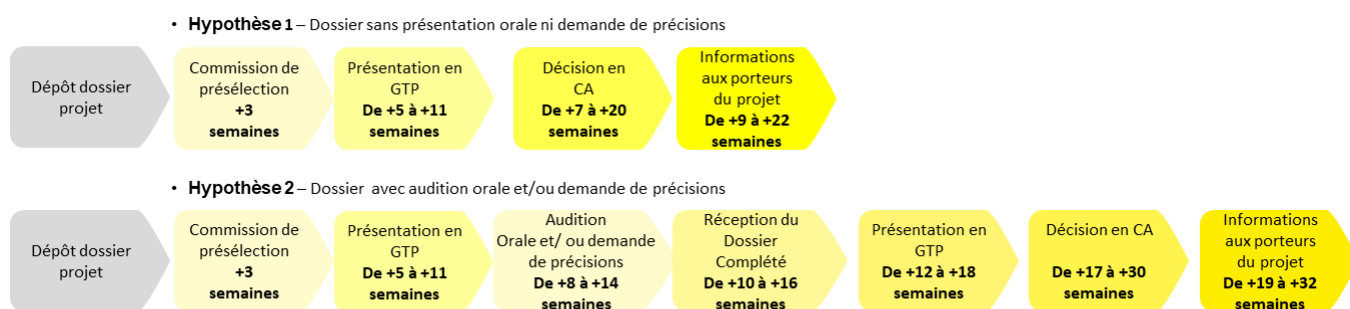 • Hypothèse 1 – Dossier sans présentation orale ni demande de précisions
Dépôt dossier
projet
Commission de
présélection
+3
semaines
Présentation en
GTP
De +5 à +11
semaines
Décision en
CA
De +7 à +20
semaines
Informations
aux porteurs
du projet
De +9 à +22
semaines
• Hypothèse 2 – Dossier avec audition orale et/ou demande de précisions
Dépôt dossier
projet
Commission de
présélection
+3
semaines
Présentation en
GTP
De +5 à +11
semaines
Audition
Orale et/ ou demande
de précisions
De +8 à +14
semaines
Réception du
Dossier
Complété
De +10 à +16
semaines
Présentation en
GTP
De +12 à +18
semaines
Décision en CA
De +17 à +30
semaines
Informations
aux porteurs
du projet
De +19 à +32
semaines